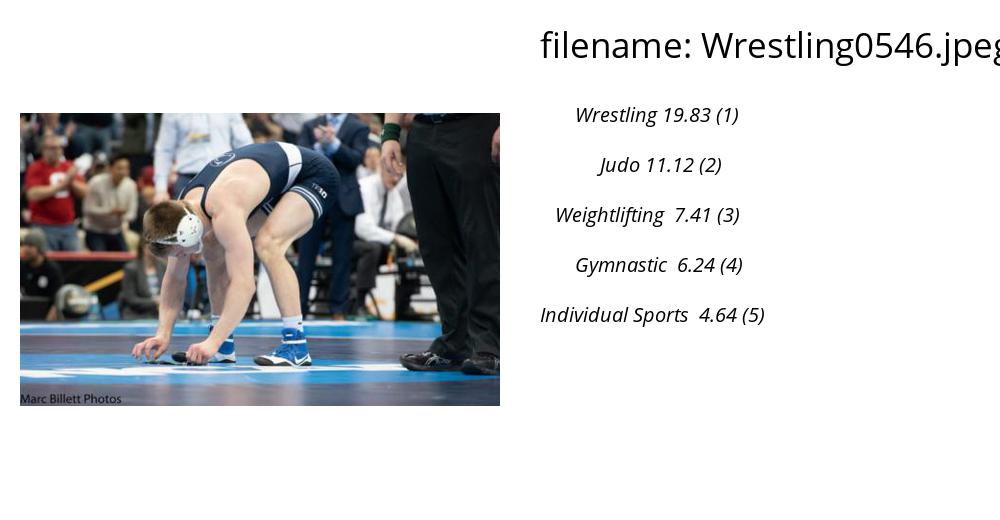 filename: Wrestling0546.jpeg
Wrestling 19.83 (1)
Judo 11.12 (2)
Weightlifting 7.41 (3)
Gymnastic 6.24 (4)
Individual Sports 4.64 (5)
Marc Billett Photos